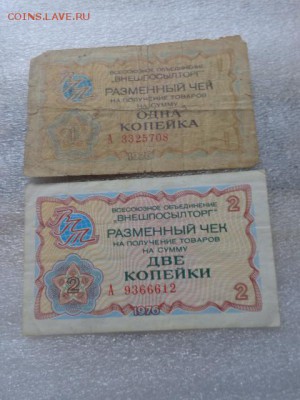 COINS.LAVE.RU
ВСЕСОЮЗНОЕ ОБЪЕДИНЕНИЕ
"ВНЕШПОСЫЛТОРГ"
РАЗМЕННЫЙ ЧЕК
НА ПОЛУЧЕНИЕ ТОВАРОВ
НА СУММУ
ОДНА
КОПЕЙКА
А 3325768
ВСЕСОЮЗНОЕ ОБЪЕДИНЕНИЕ
"ВНЕШПОСЫЛТОРГ"
2
РАЗМЕННЫЙ ЧЕК
НА ПОЛУЧЕНИЕ ТОВАРОВ
НА СУММУ
ДВЕ
2 КОПЕЙКИ 2
А 9366612
1976